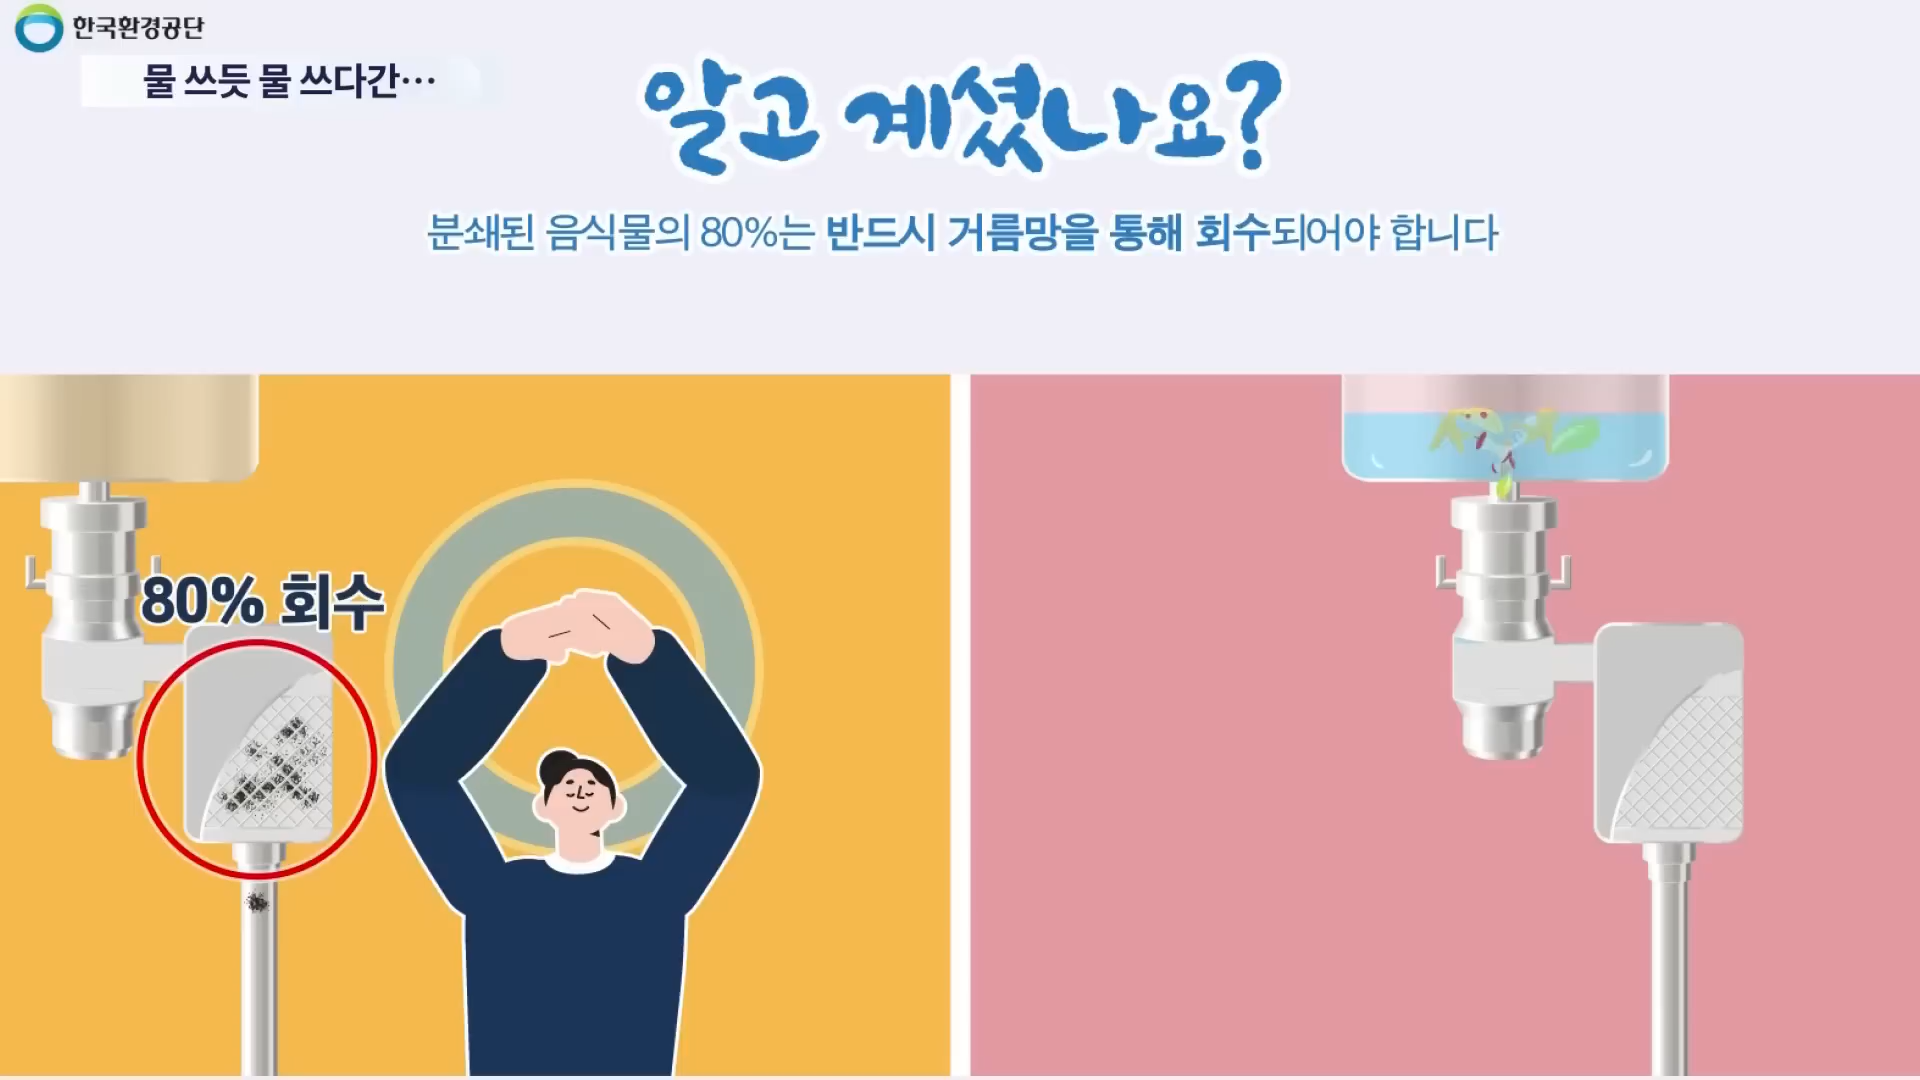 한국환경공단
물 쓰듯 물 쓰다간…
알고 계셨나요?
분쇄된 음식물의 80%는 반드시 거름망을 통해 회수되어야 합니다
80% 회수